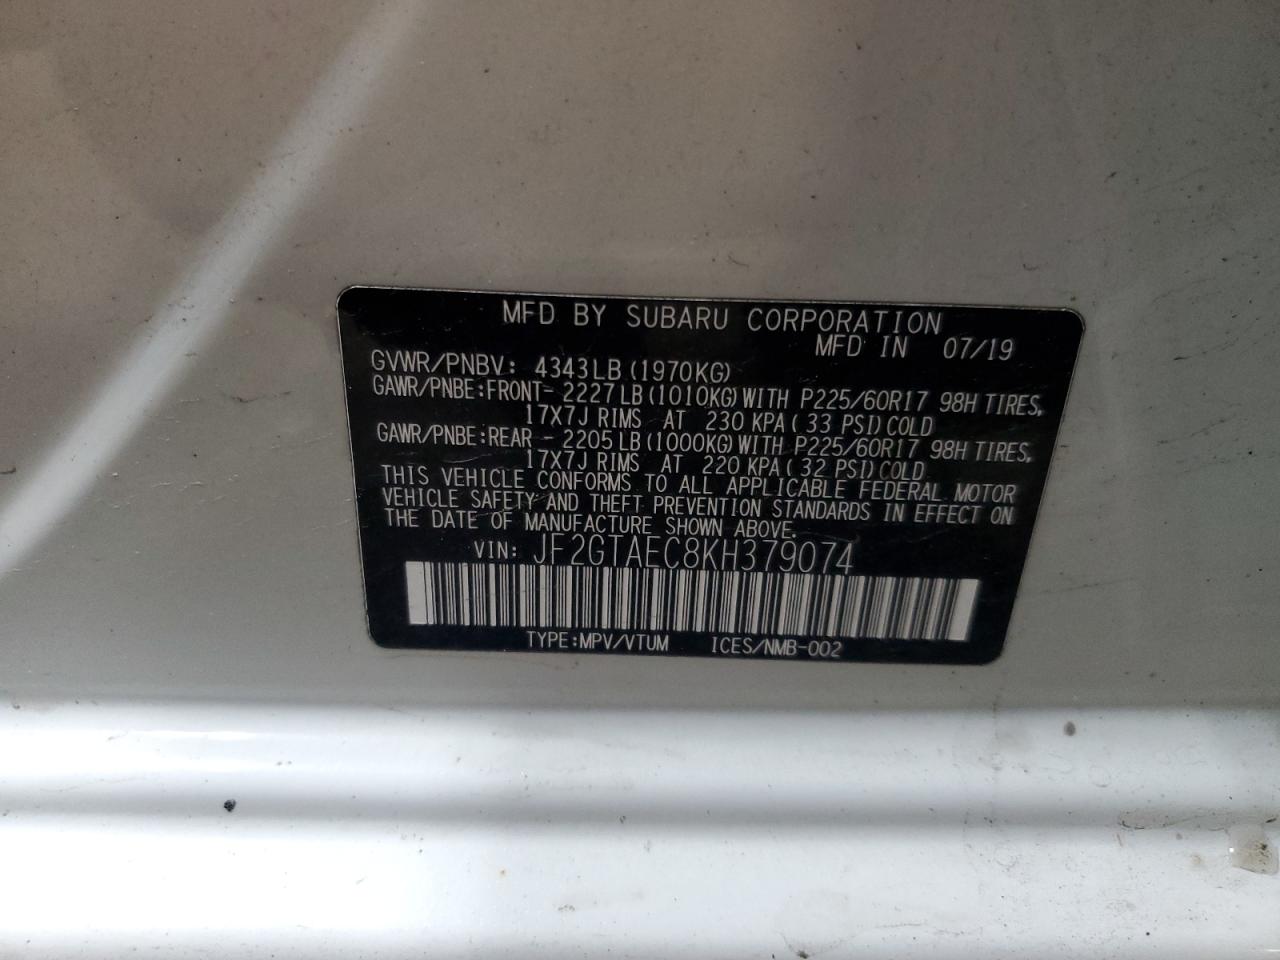 MFD BY SUBARU CORPORATION
MFD IN 07/19
GVWR/PNBV: 4343LB(1970KG)
GAWR/PNBE:FRONT- 2227LB(1010KG)WITH P225/60R17 98H TIRES,
17X7J RIMS AT 230 KPA(33 PSI)COLD
GAWR/PNBE:REAR - 2205LB(1000KG)WITH P225/60R17 98H TIRES,
17X7J RIMS AT 220 KPA(32 PSI)COLD.
THIS VEHICLE CONFORMS TO ALL APPLICABLE FEDERAL MOTOR
VEHICLE SAFETY AND THEFT PREVENTION STANDARDS IN EFFECT ON
THE DATE OF MANUFACTURE SHOWN ABOVE.
VIN: JF2GTAEC8KH379074
TYPE:MPV/VTUM ICES/NMB-002